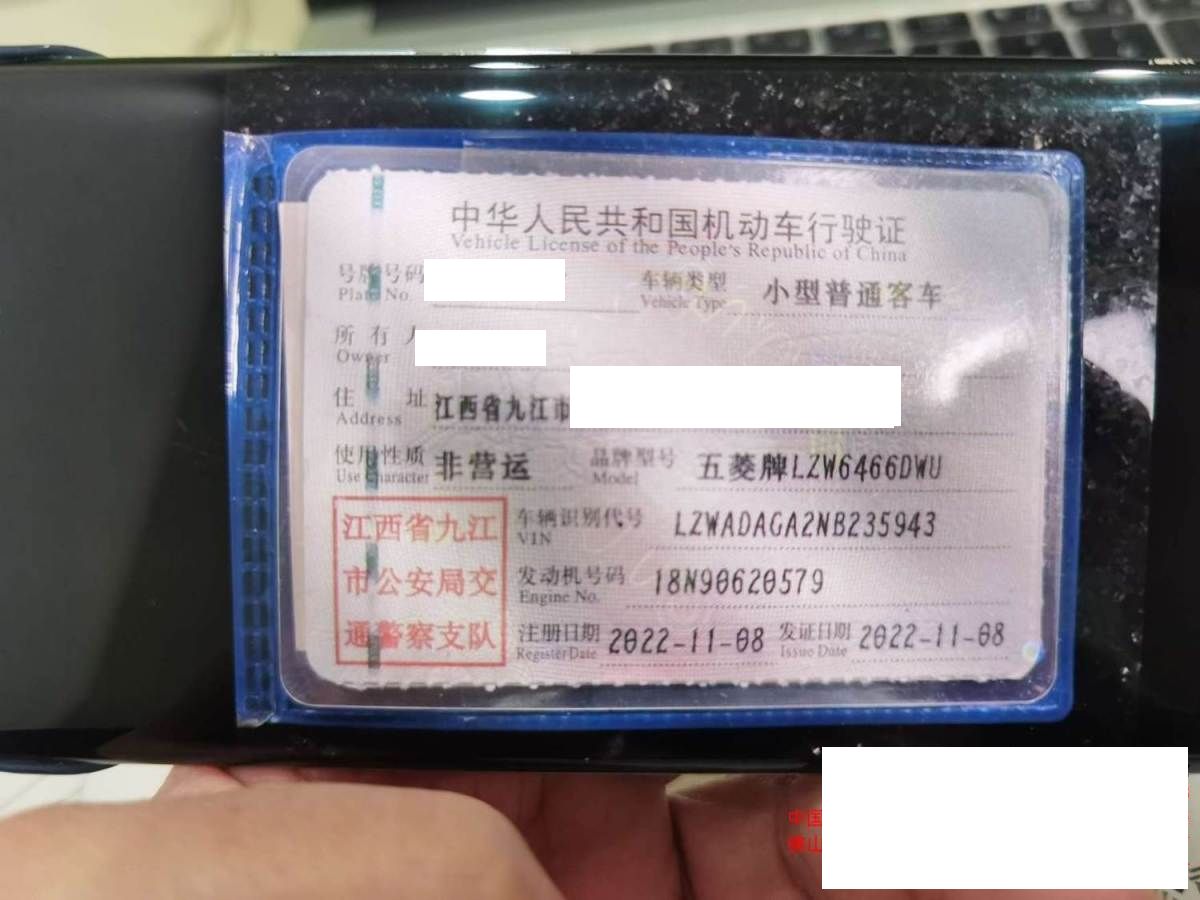 中华人民共和国机动车行驶证
Vehicle License of the People's Republic of China
号牌号码 车辆类型 小型普通客车
Plate No. Vehicle Type
所有人
Owner
住址 江西省九江市
Address
使用性质 非营运 品牌型号 五菱牌LZW6466DWU
Use Character Model
江西省九江 车辆识别代号 LZWADAGA2NB235943
VIN
市公安局交 发动机号码 18N90620579
Engine No.
通警察支队 注册日期 2022-11-08 发证日期 2022-11-08
Register Date Issue Date
中国